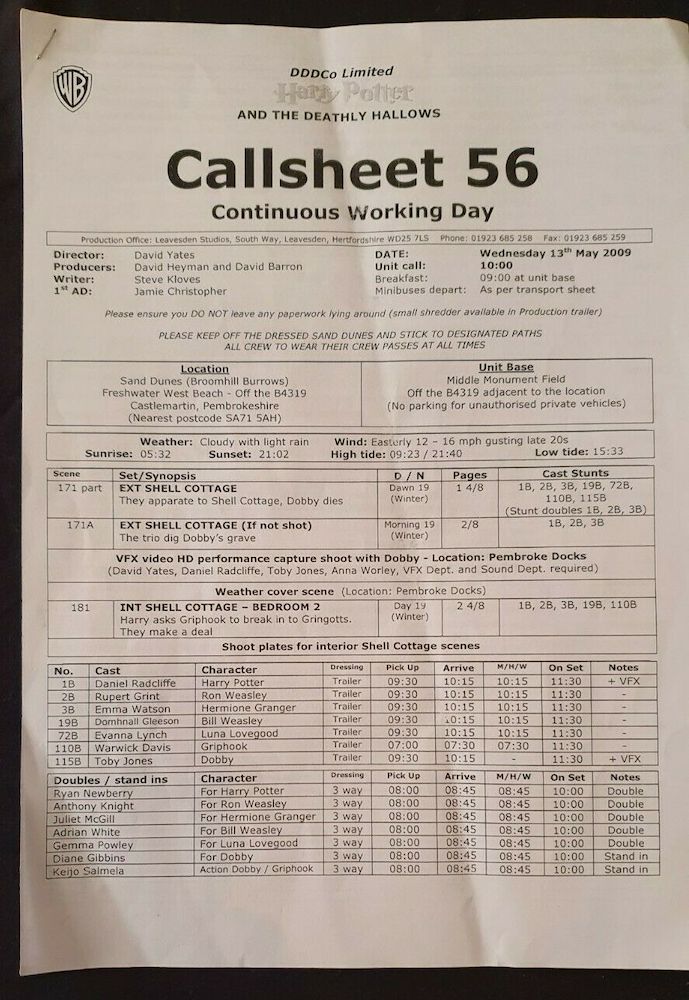 WB
DDDCo Limited
Harry Potter
AND THE DEATHLY HALLOWS
Callsheet 56
Continuous Working Day
Production Office: Leavesden Studios, South Way, Leavesden, Hertfordshire WD25 7LS Phone: 01923 685 258 Fax: 01923 685 259
Director: David Yates DATE: Wednesday 13th May 2009
Producers: David Heyman and David Barron Unit call: 10:00
Writer: Steve Kloves Breakfast: 09:00 at unit base
1st AD: Jamie Christopher Minibuses depart: As per transport sheet
Please ensure you DO NOT leave any paperwork lying around (small shredder available in Production trailer)
PLEASE KEEP OFF THE DRESSED SAND DUNES AND STICK TO DESIGNATED PATHS
ALL CREW TO WEAR THEIR CREW PASSES AT ALL TIMES
Location Unit Base
Sand Dunes (Broomhill Burrows) Middle Monument Field
Freshwater West Beach - Off the B4319 Off the B4319 adjacent to the location
Castlemartin, Pembrokeshire (No parking for unauthorised private vehicles)
(Nearest postcode SA71 5AH)
Weather: Cloudy with light rain Wind: Easterly 12 – 16 mph gusting late 20s
Sunrise: 05:32 Sunset: 21:02 High tide: 09:23 / 21:40 Low tide: 15:33
Scene Set/Synopsis D / N Pages Cast Stunts
171 part EXT SHELL COTTAGE Dawn 19 1 4/8 1B, 2B, 3B, 19B, 72B,
They apparate to Shell Cottage, Dobby dies (Winter) 110B, 115B
(Stunt doubles 1B, 2B, 3B)
171A EXT SHELL COTTAGE (If not shot) Morning 19 2/8 1B, 2B, 3B
The trio dig Dobby's grave (Winter)
VFX video HD performance capture shoot with Dobby - Location: Pembroke Docks
(David Yates, Daniel Radcliffe, Toby Jones, Anna Worley, VFX Dept. and Sound Dept. required)
Weather cover scene (Location: Pembroke Docks)
181 INT SHELL COTTAGE – BEDROOM 2 Day 19 2 4/8 1B, 2B, 3B, 19B, 110B
Harry asks Griphook to break in to Gringotts. (Winter)
They make a deal
Shoot plates for interior Shell Cottage scenes
No. Cast Character Dressing Pick Up Arrive M/H/W On Set Notes
1B Daniel Radcliffe Harry Potter Trailer 09:30 10:15 10:15 11:30 + VFX
2B Rupert Grint Ron Weasley Trailer 09:30 10:15 10:15 11:30 -
3B Emma Watson Hermione Granger Trailer 09:30 10:15 10:15 11:30 -
19B Domhnall Gleeson Bill Weasley Trailer 09:30 10:15 10:15 11:30 -
72B Evanna Lynch Luna Lovegood Trailer 09:30 10:15 10:15 11:30 -
110B Warwick Davis Griphook Trailer 07:00 07:30 07:30 11:30 -
115B Toby Jones Dobby Trailer 09:30 10:15 - 11:30 + VFX
Doubles / stand ins Character Dressing Pick Up Arrive M/H/W On Set Notes
Ryan Newberry For Harry Potter 3 way 08:00 08:45 08:45 10:00 Double
Anthony Knight For Ron Weasley 3 way 08:00 08:45 08:45 10:00 Double
Juliet McGill For Hermione Granger 3 way 08:00 08:45 08:45 10:00 Double
Adrian White For Bill Weasley 3 way 08:00 08:45 08:45 10:00 Double
Gemma Powley For Luna Lovegood 3 way 08:00 08:45 08:45 10:00 Double
Diane Gibbins For Dobby 3 way 08:00 08:45 08:45 10:00 Stand in
Keijo Salmela Action Dobby / Griphook 3 way 08:00 08:45 08:45 10:00 Stand in